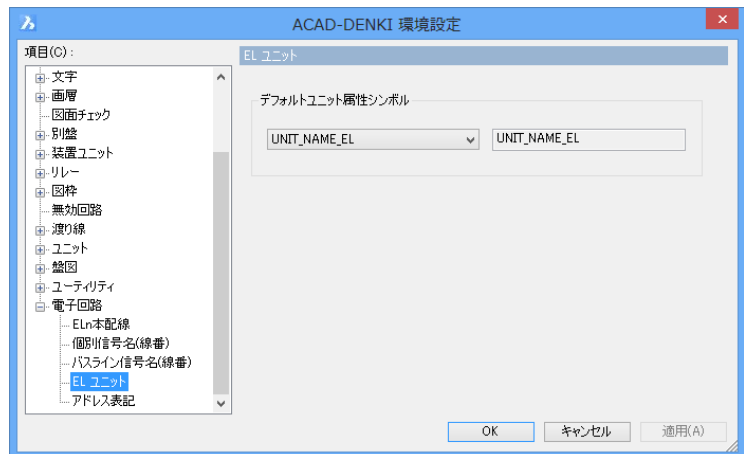 ACAD-DENKI 環境設定
項目(C):
文字
画層
図面チェック
別盤
装置ユニット
リレー
図枠
無効回路
渡り線
ユニット
盤図
ユーティリティ
電子回路
ELn本配線
個別信号名(線番)
バスライン信号名(線番)
EL ユニット
アドレス表記
EL ユニット
デフォルトユニット属性シンボル
UNIT_NAME_EL
UNIT_NAME_EL
OK
キャンセル
適用(A)